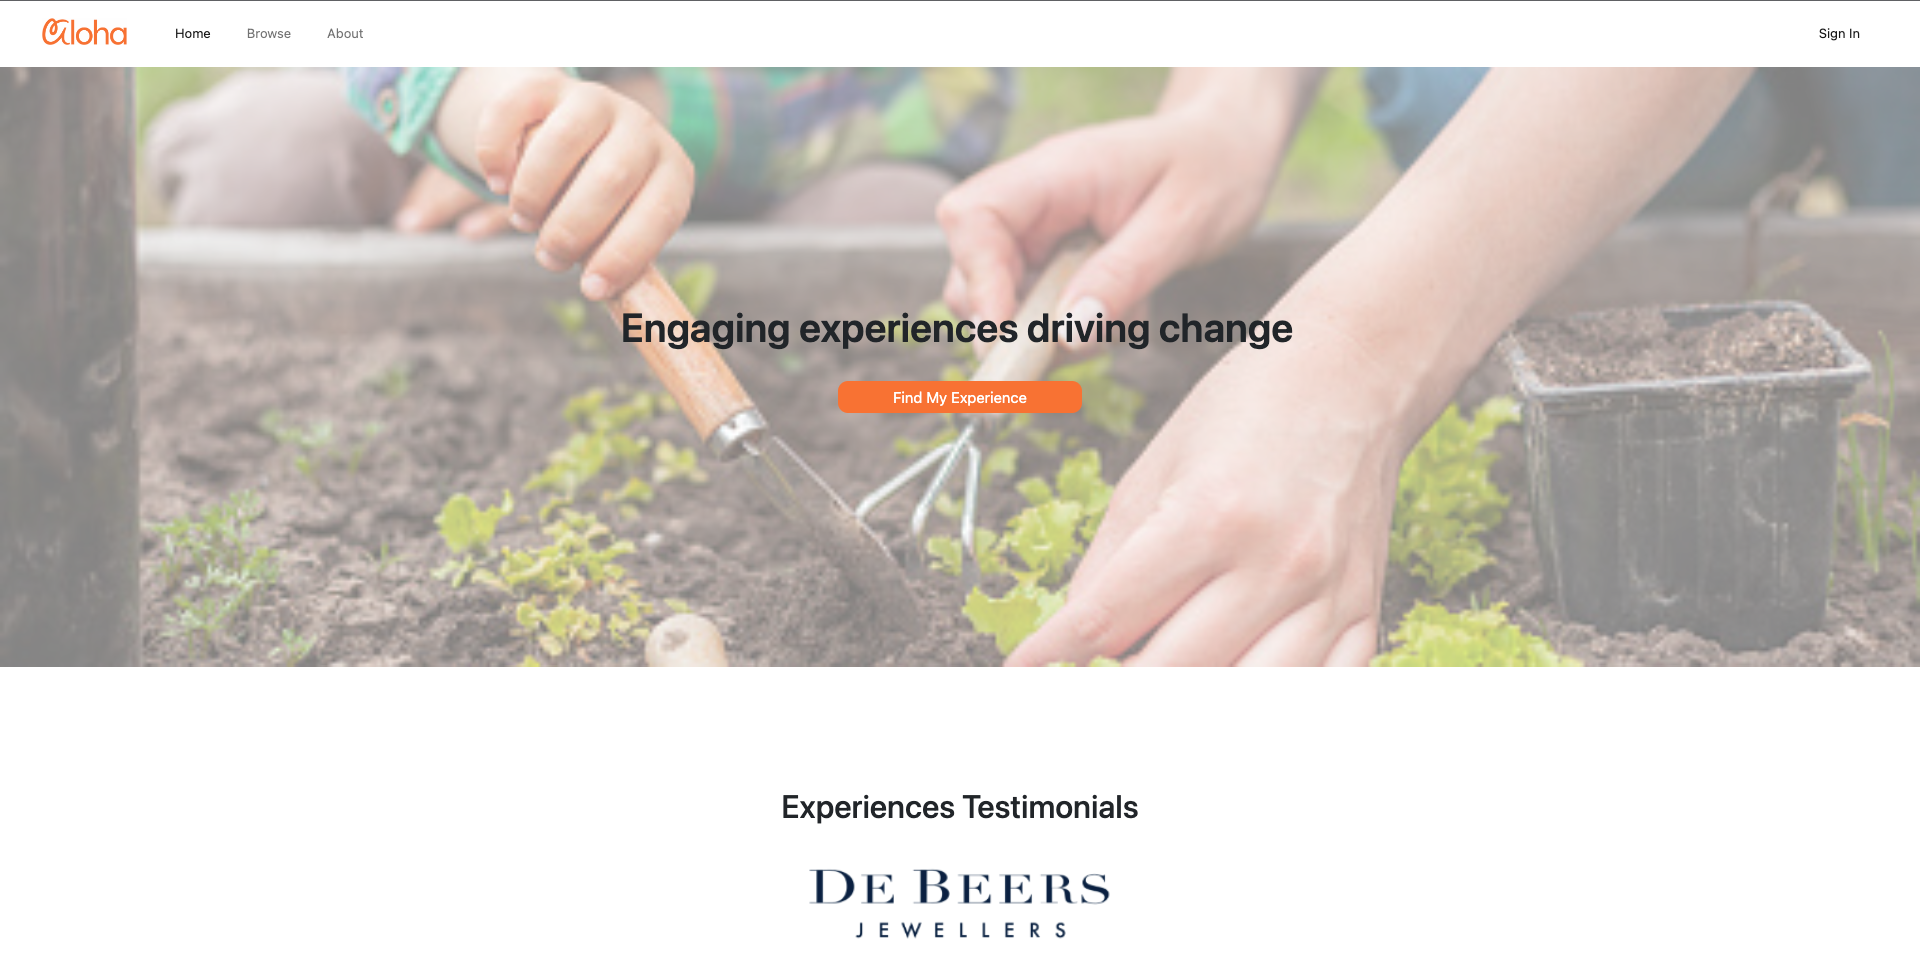 aloha
Home
Browse
About
Sign In
Engaging experiences driving change
Find My Experience
Experiences Testimonials
DE BEERS
JEWELLERS